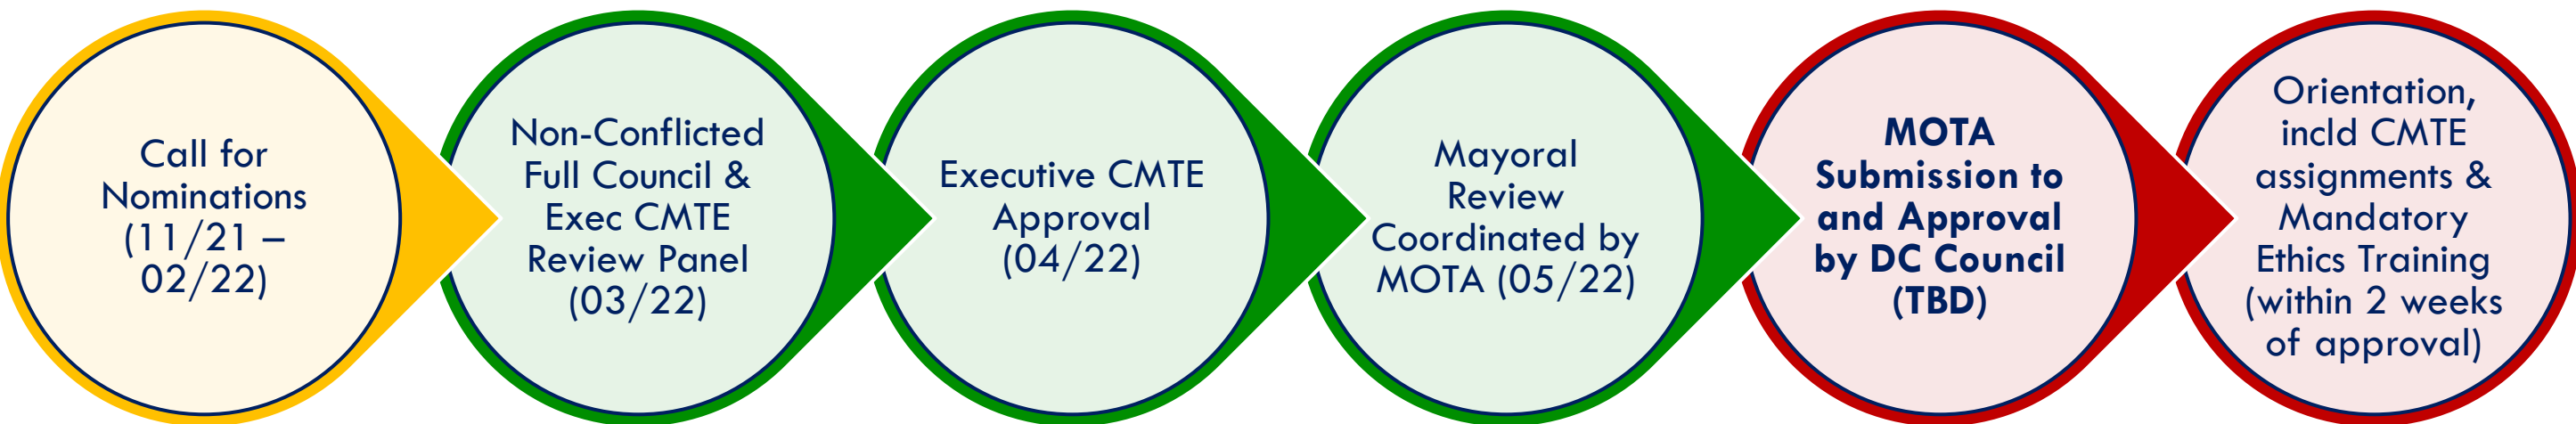 Call for
Nominations
(11/21 –
02/22)
Non-Conflicted
Full Council &
Exec CMTE
Review Panel
(03/22)
Executive CMTE
Approval
(04/22)
Mayoral
Review
Coordinated by
MOTA (05/22)
MOTA
Submission to
and Approval
by DC Council
(TBD)
Orientation,
incld CMTE
assignments &
Mandatory
Ethics Training
(within 2 weeks
of approval)